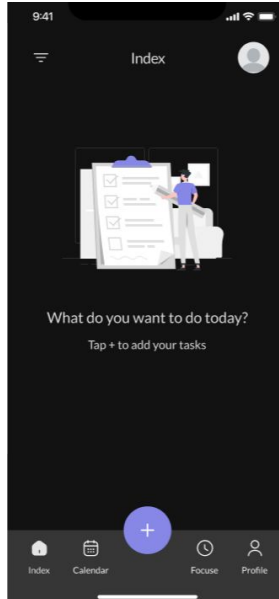 9:41
Index
What do you want to do today?
Tap + to add your tasks
+
Index
Calendar
Focuse
Profile